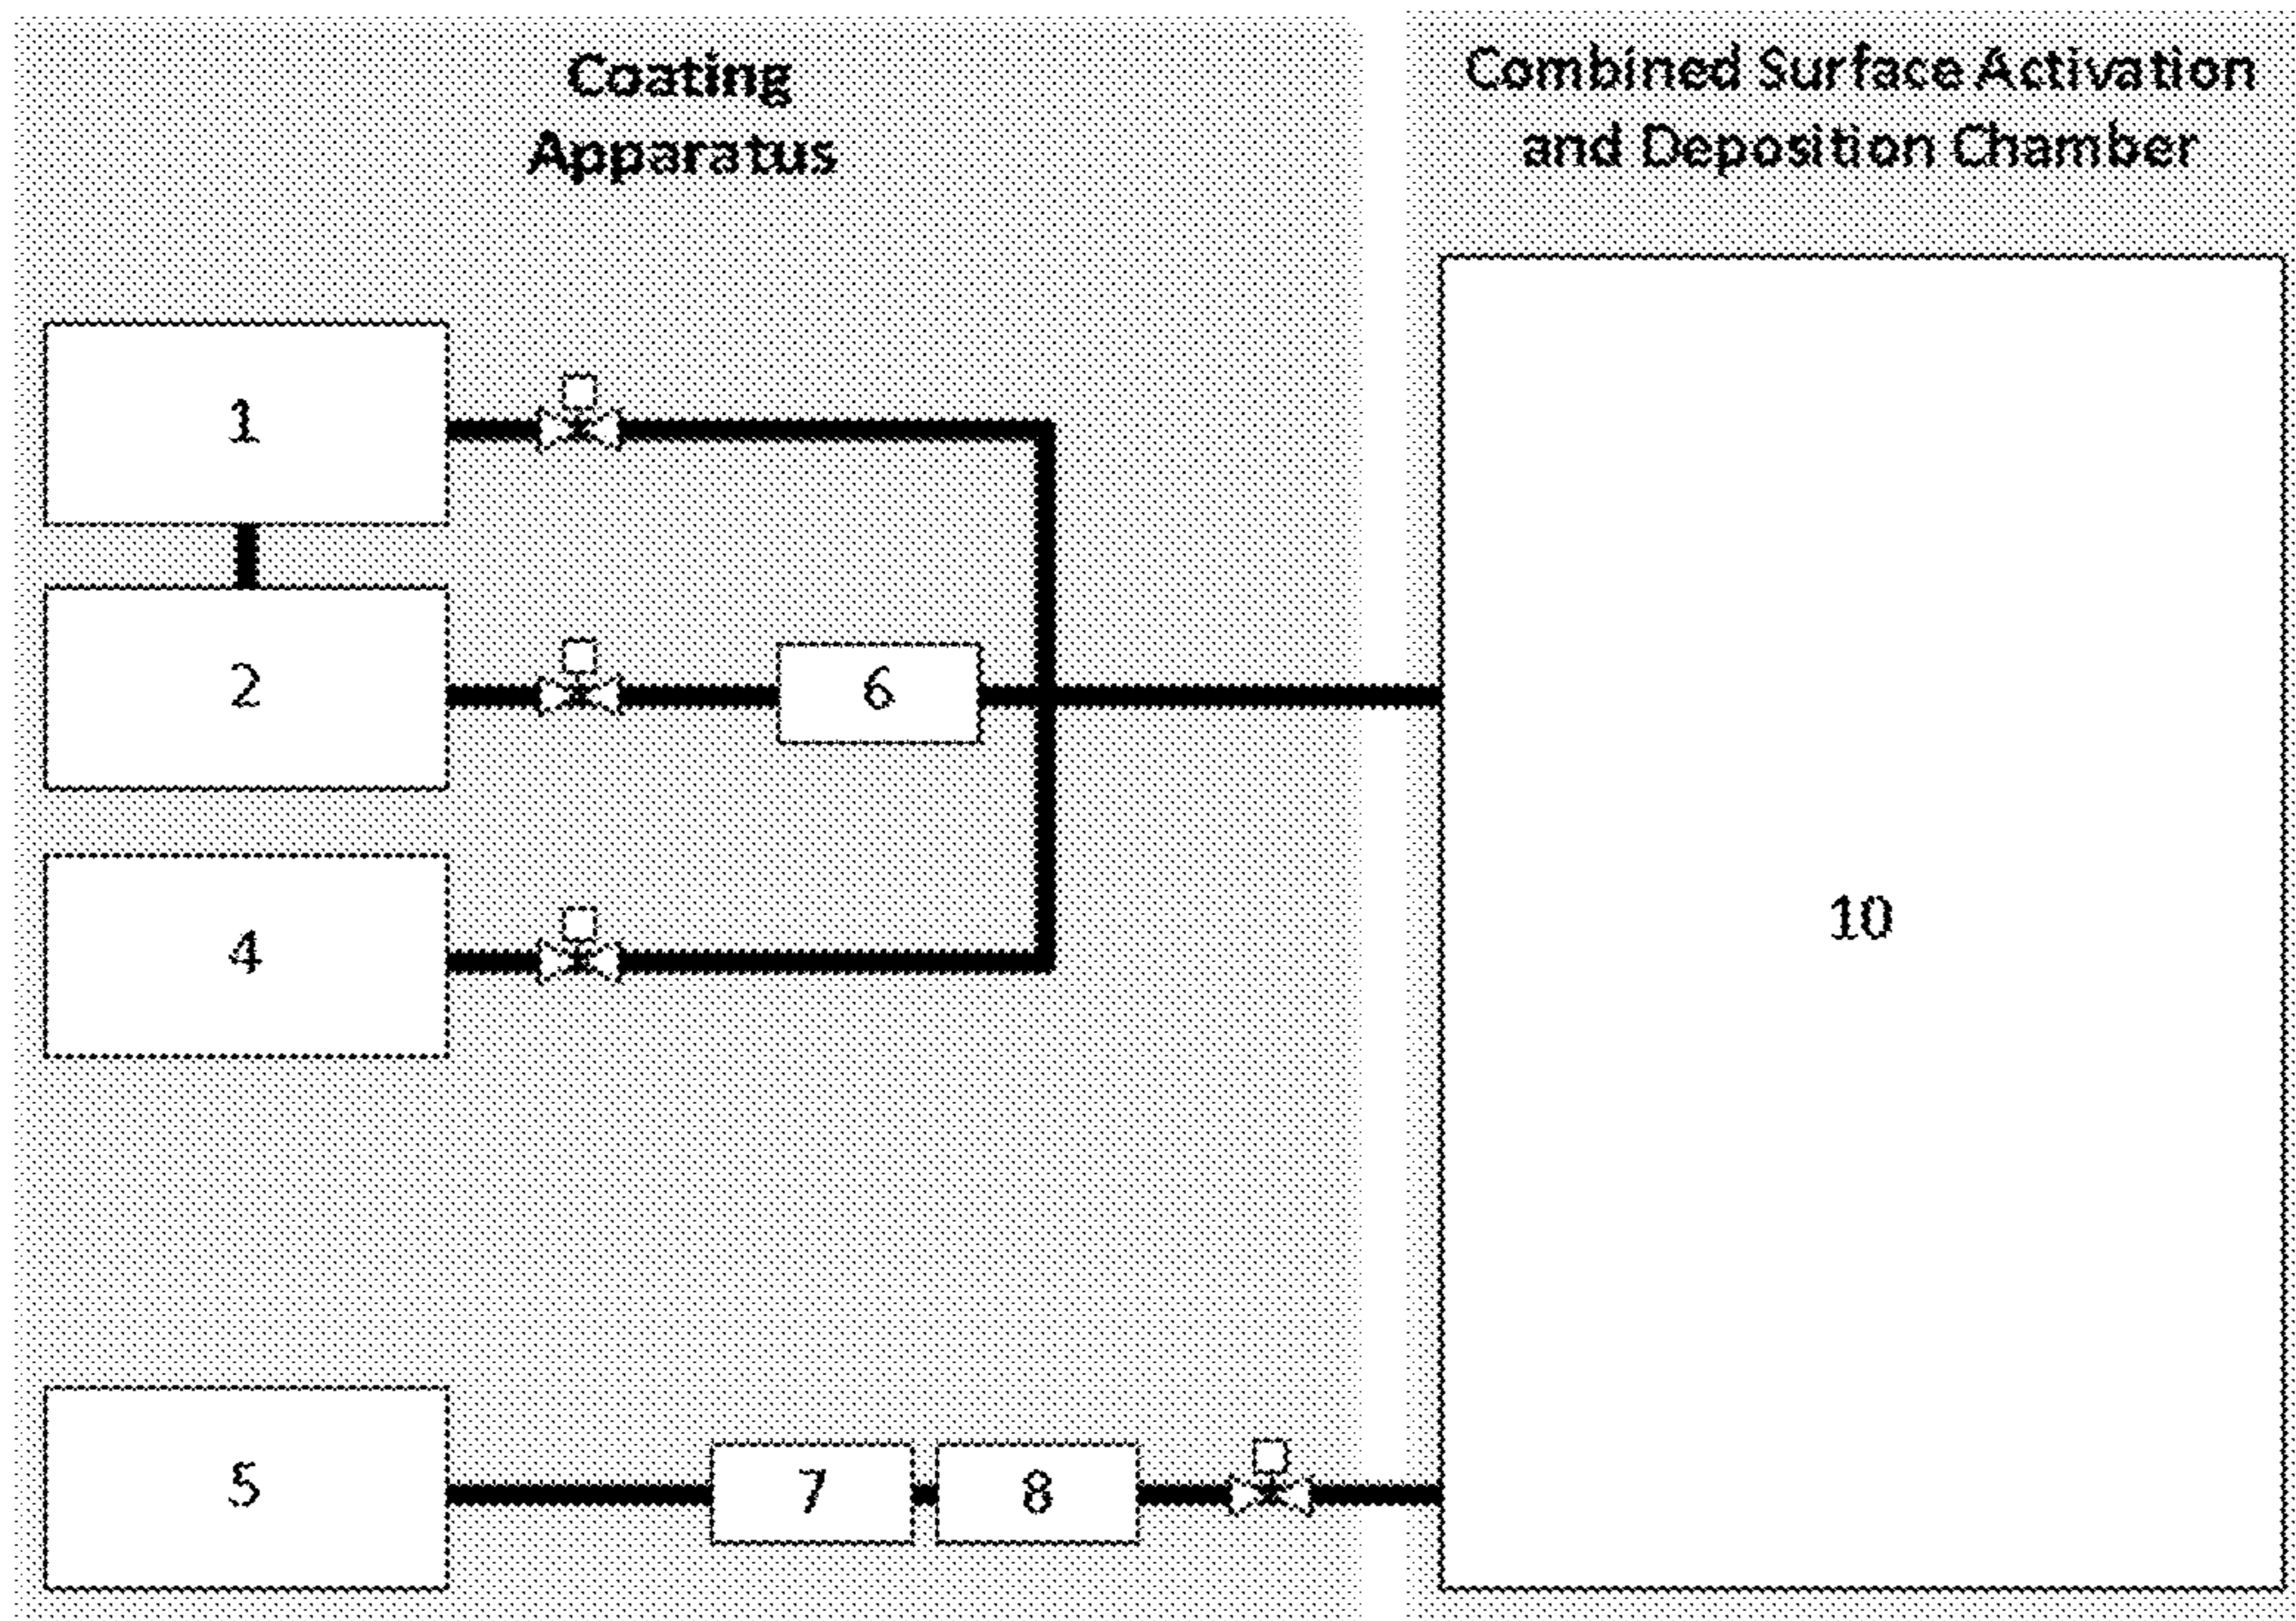 Coating
Apparatus
Combined Surface Activation
and Deposition Chamber
1
2
6
4
10
5
7
8